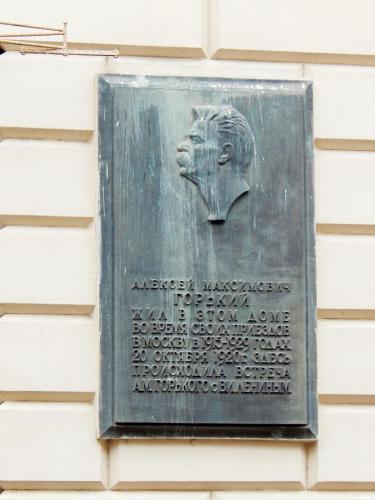 АЛЕКСЕЙ МАКСИМОВИЧ
ГОРЬКИЙ
ЖИЛ В ЭТОМ ДОМЕ
ВО ВРЕМЯ СВОИХ ПРИЕЗДОВ
В МОСКВУ В 1915-1929 ГОДАХ
20 ОКТЯБРЯ 1920Г. ЗДЕСЬ
ПРОИСХОДИЛА ВСТРЕЧА
А.М.ГОРЬКОГО с В.И.ЛЕНИНЫМ